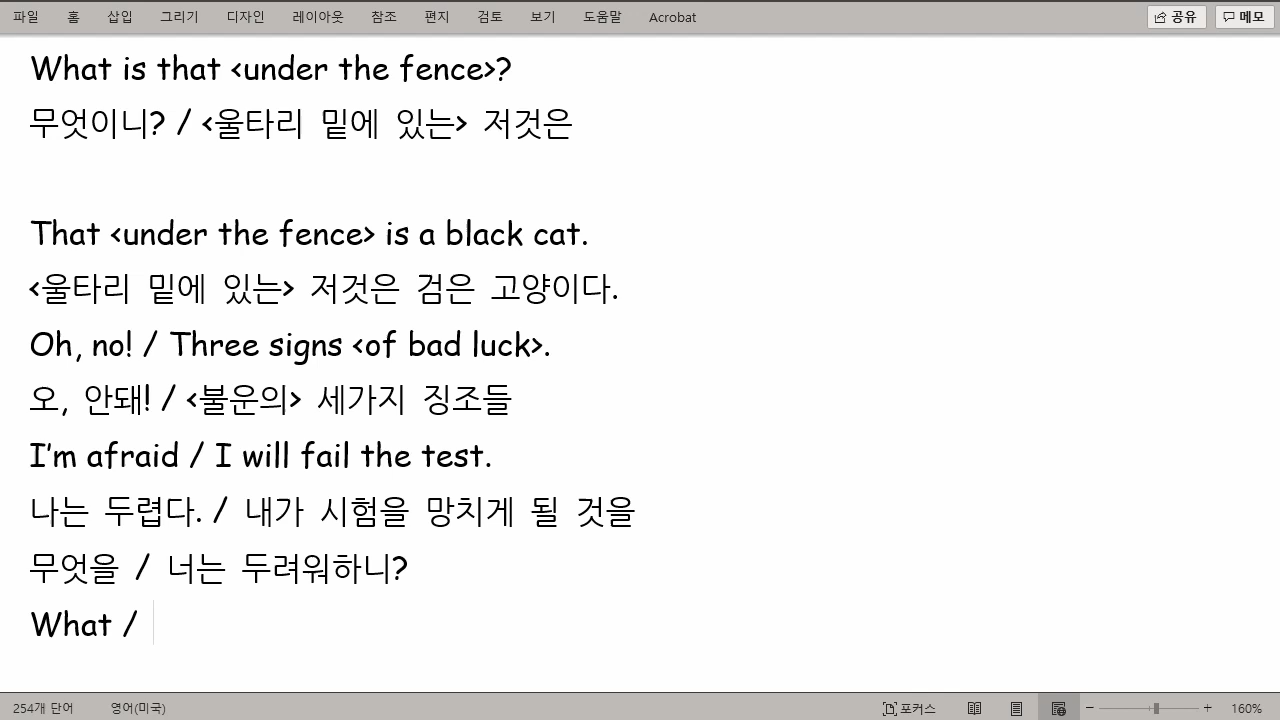 파일 홈 삽입 그리기 디자인 레이아웃 참조 편지 검토 보기 도움말 Acrobat 공유 메모
What is that <under the fence>?
무엇이니? / <울타리 밑에 있는> 저것은
That <under the fence> is a black cat.
<울타리 밑에 있는> 저것은 검은 고양이다.
Oh, no! / Three signs <of bad luck>.
오, 안돼! / <불운의> 세가지 징조들
I'm afraid / I will fail the test.
나는 두렵다. / 내가 시험을 망치게 될 것을
무엇을 / 너는 두려워하니?
What /
254개 단어 영어(미국) 포커스 160%